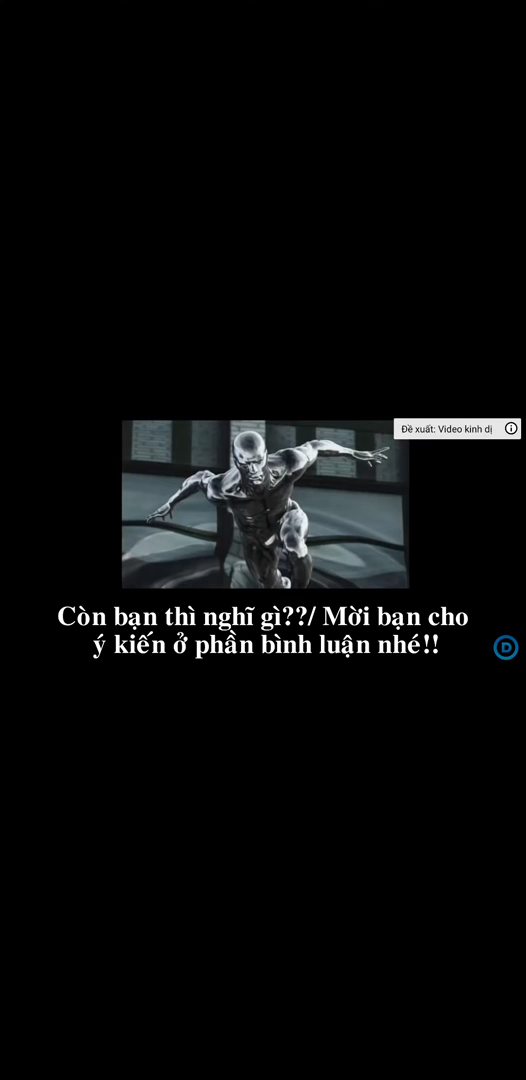 Đề xuất: Video kinh dị
Còn bạn thì nghĩ gì??/ Mời bạn cho
ý kiến ở phần bình luận nhé!!
D